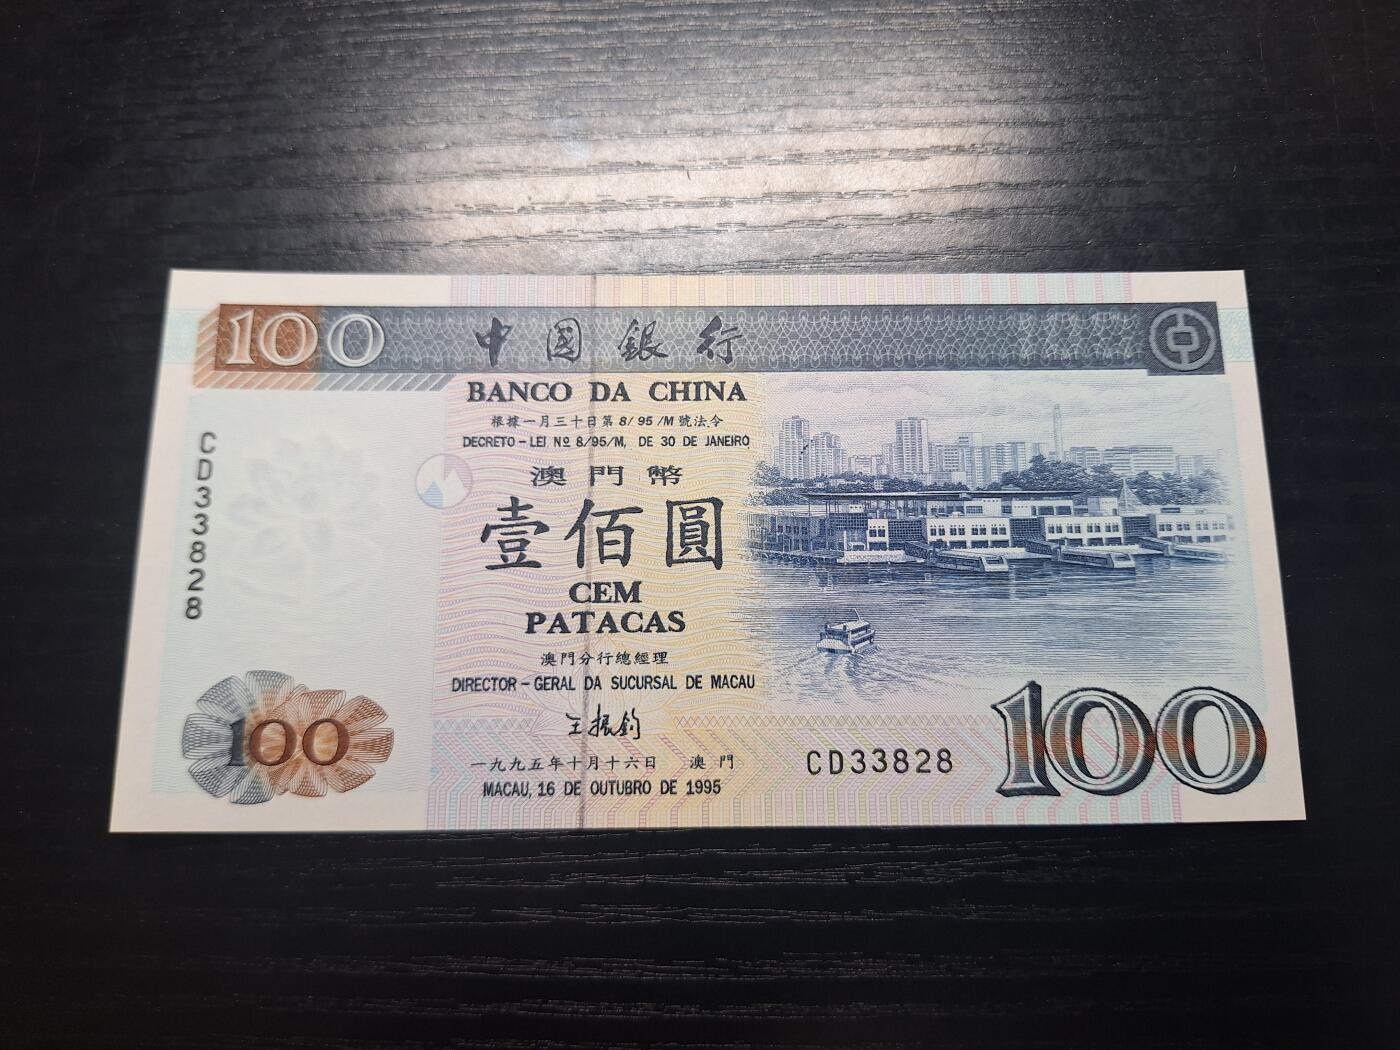 100
中國銀行
BANCO DA CHINA
根據一月三十日第8/95/M號法令
DECRETO-LEI Nº 8/95/M, DE 30 DE JANEIRO
澳門幣
壹佰圓
CEM
PATACAS
澳門分行總經理
DIRECTOR-GERAL DA SUCURSAL DE MACAU
王振鈞
一九九五年十月十六日 澳門
MACAU, 16 DE OUTUBRO DE 1995
CD33828
100
CD33828
100
100